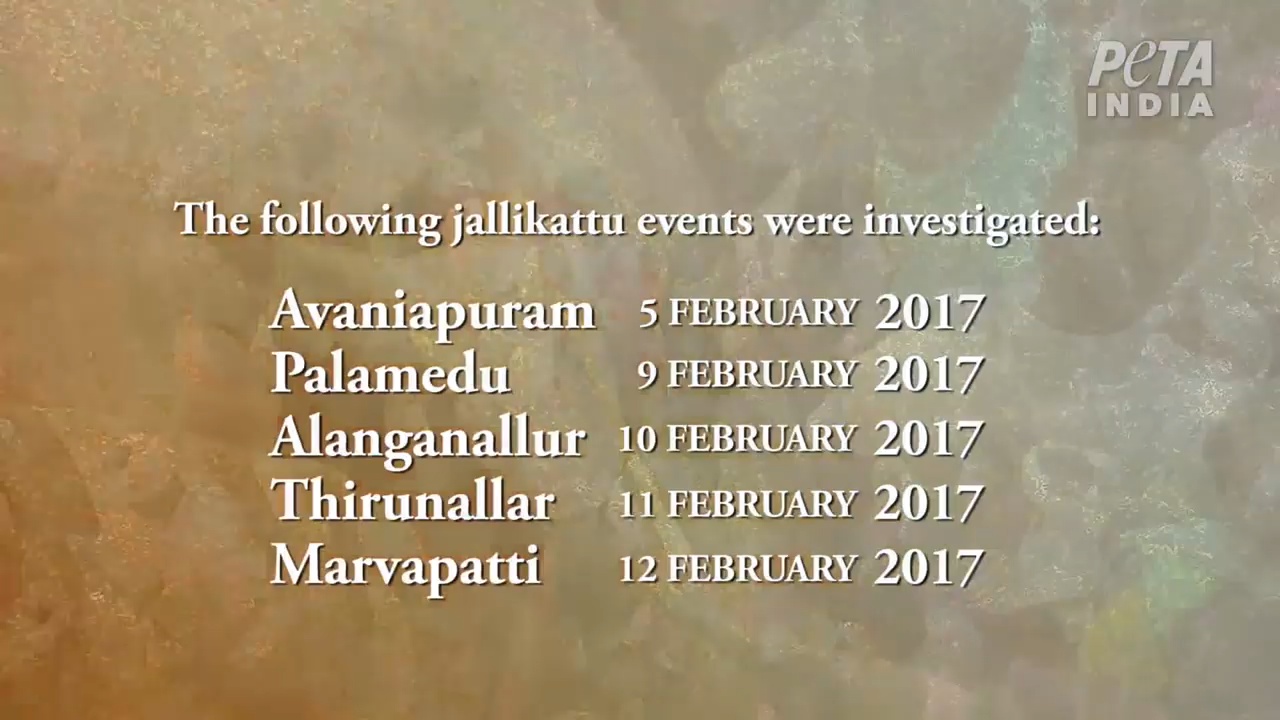 PETA
INDIA
The following jallikattu events were investigated:
Avaniapuram 5 FEBRUARY 2017
Palamedu 9 FEBRUARY 2017
Alanganallur 10 FEBRUARY 2017
Thirunallar 11 FEBRUARY 2017
Marvapatti 12 FEBRUARY 2017